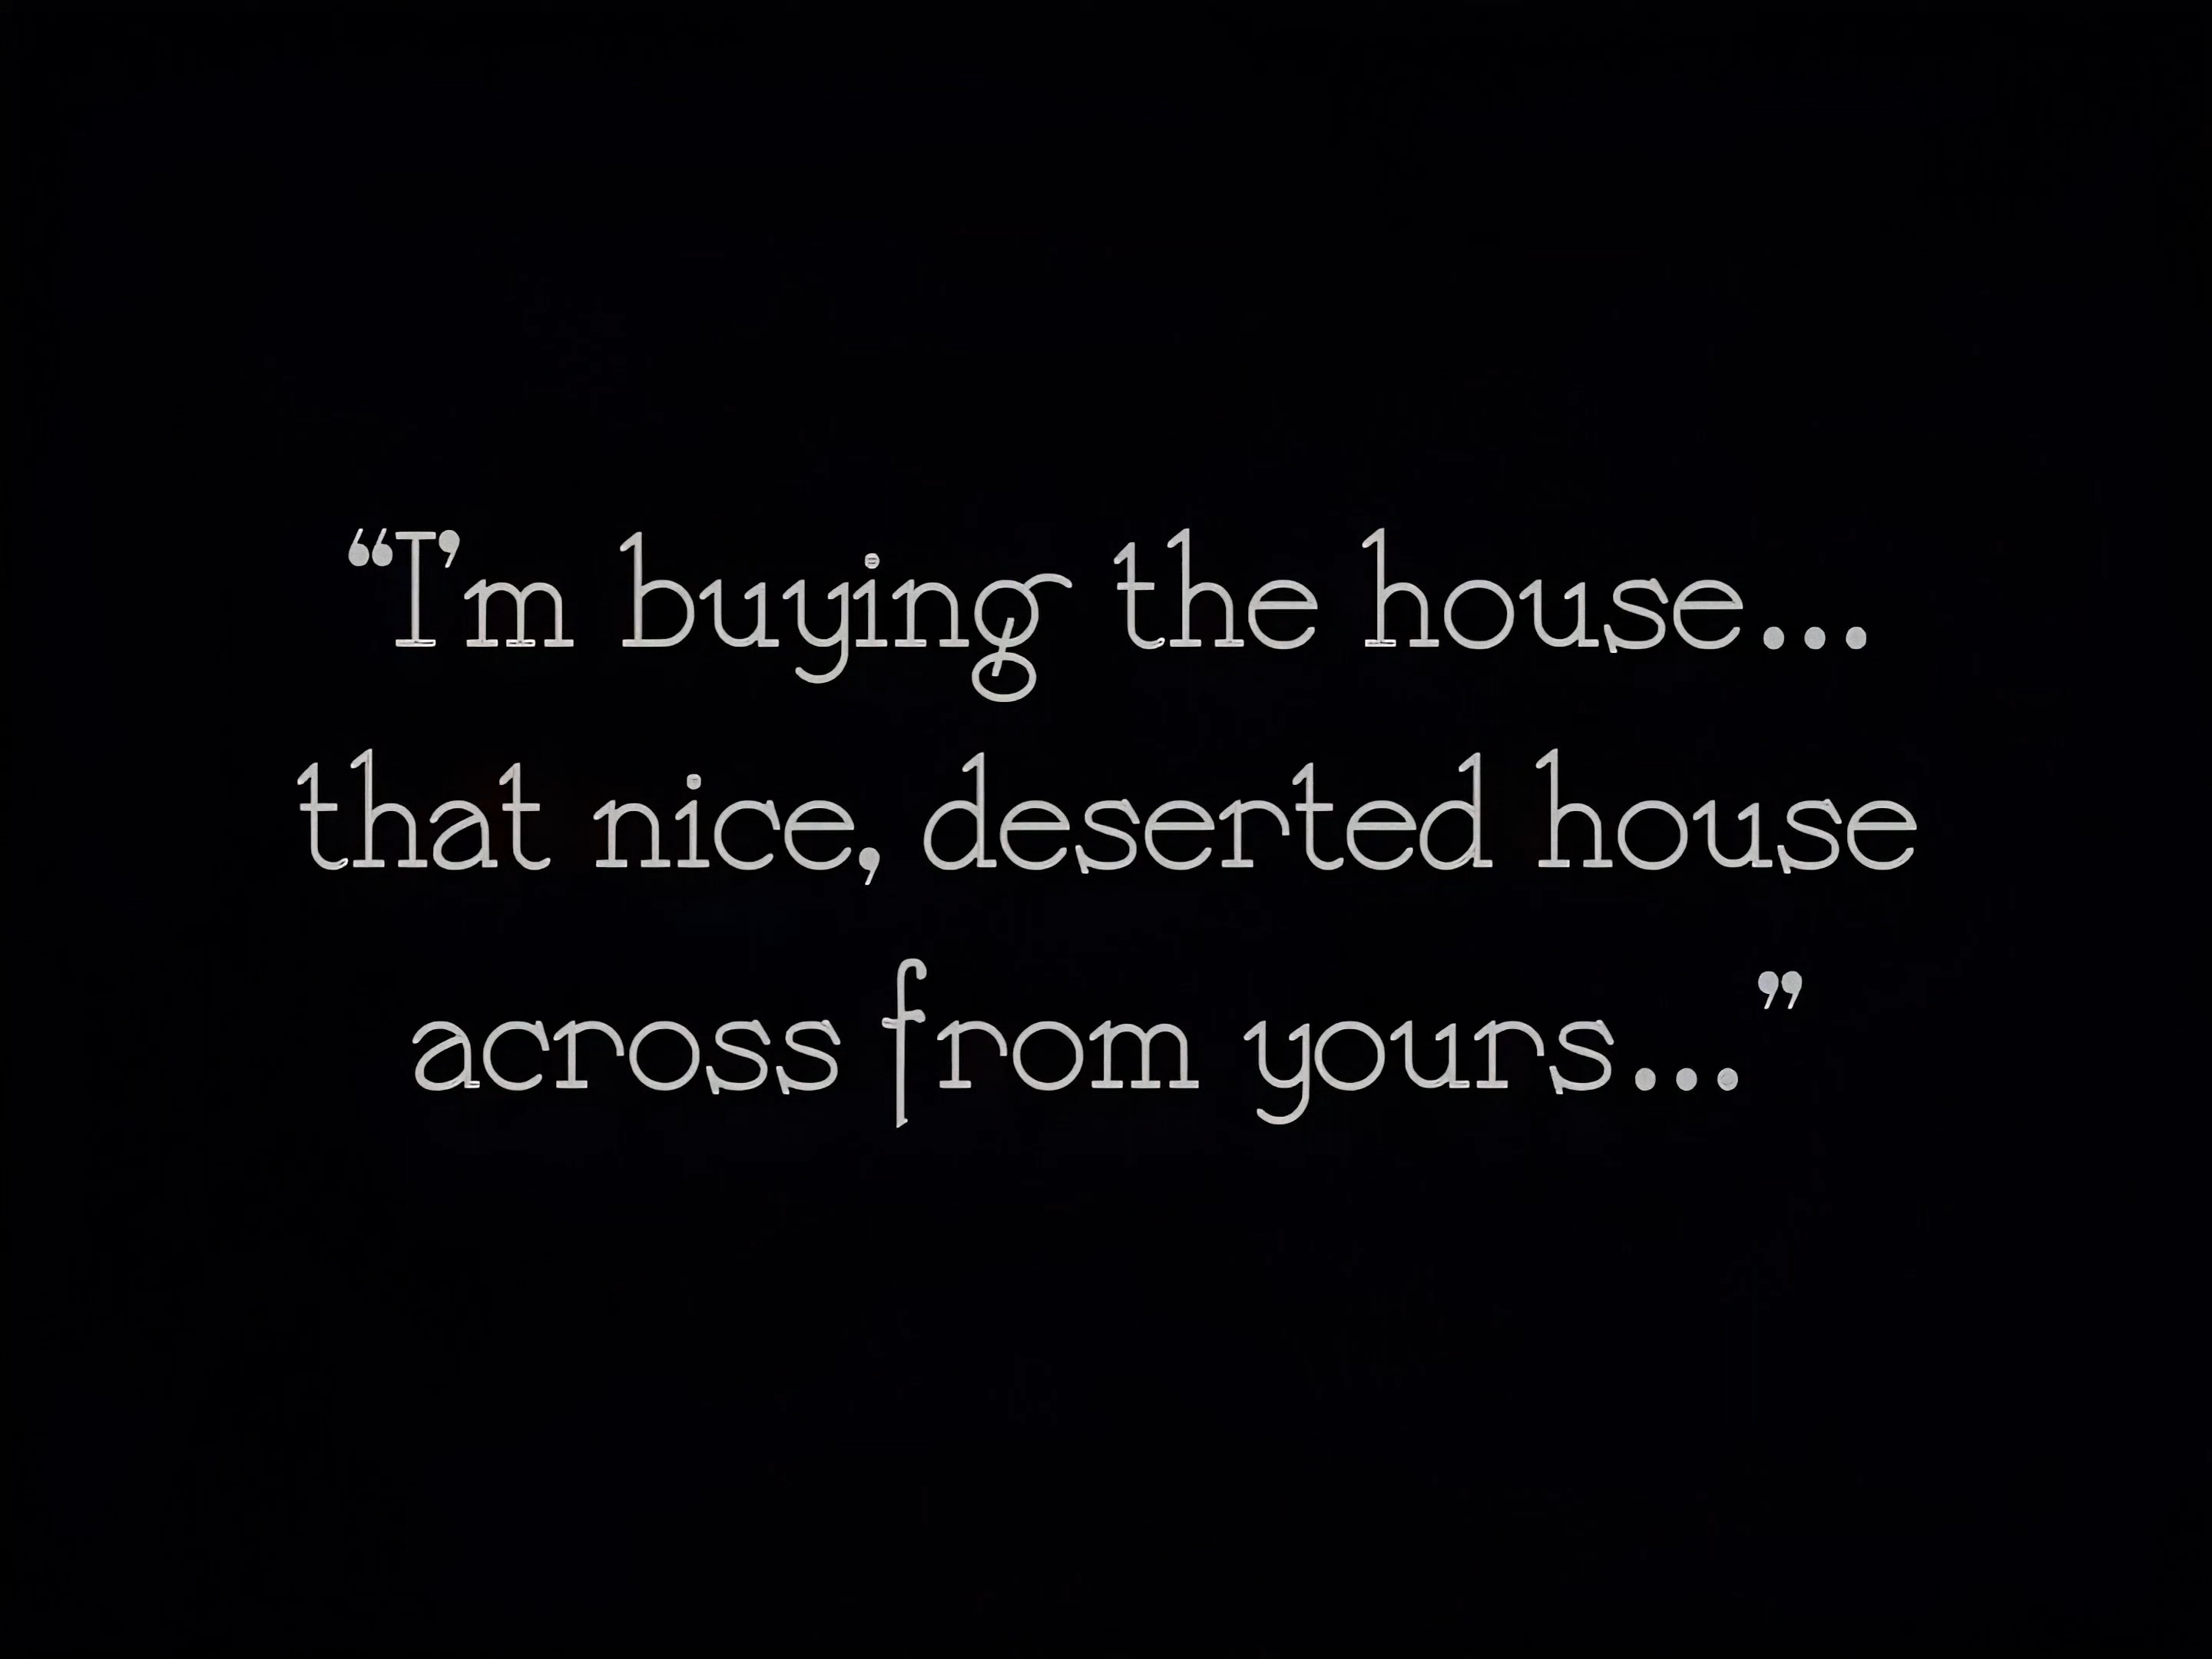 “I’m buying the house...
that nice, deserted house
across from yours...”